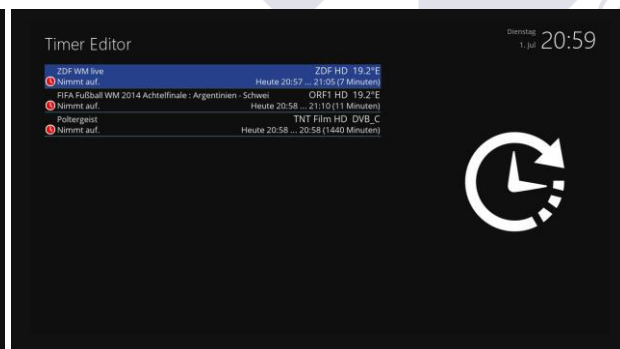 Timer Editor
Dienstag
1. Jul 20:59
ZDF WM live ZDF HD 19.2°E
Nimmt auf. Heute 20:57 ... 21:05 (7 Minuten)
FIFA Fußball WM 2014 Achtelfinale : Argentinien - Schwei ORF1 HD 19.2°E
Nimmt auf. Heute 20:58 ... 21:10 (11 Minuten)
Poltergeist TNT Film HD DVB_C
Nimmt auf. Heute 20:58 ... 20:58 (1440 Minuten)